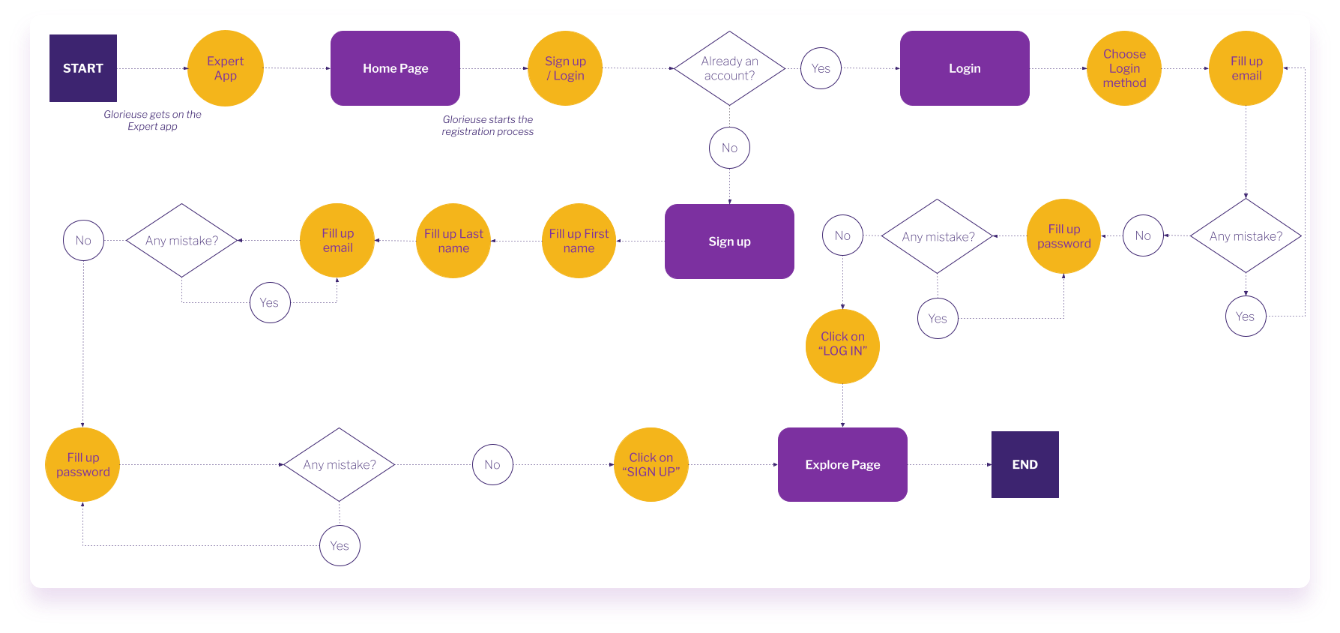 START
Expert
App
Home Page
Sign up
/ Login
Already an
account?
Yes
Login
Choose
Login
method
Fill up
email
Glorieuse gets on the
Expert app
Glorieuse starts the
registration process
No
No
Any mistake?
Fill up
email
Fill up Last
name
Fill up First
name
Sign up
No
Any mistake?
Fill up
password
No
Any mistake?
Yes
Yes
Yes
Click on
“LOG IN”
Fill up
password
Any mistake?
No
Click on
“SIGN UP”
Explore Page
END
Yes